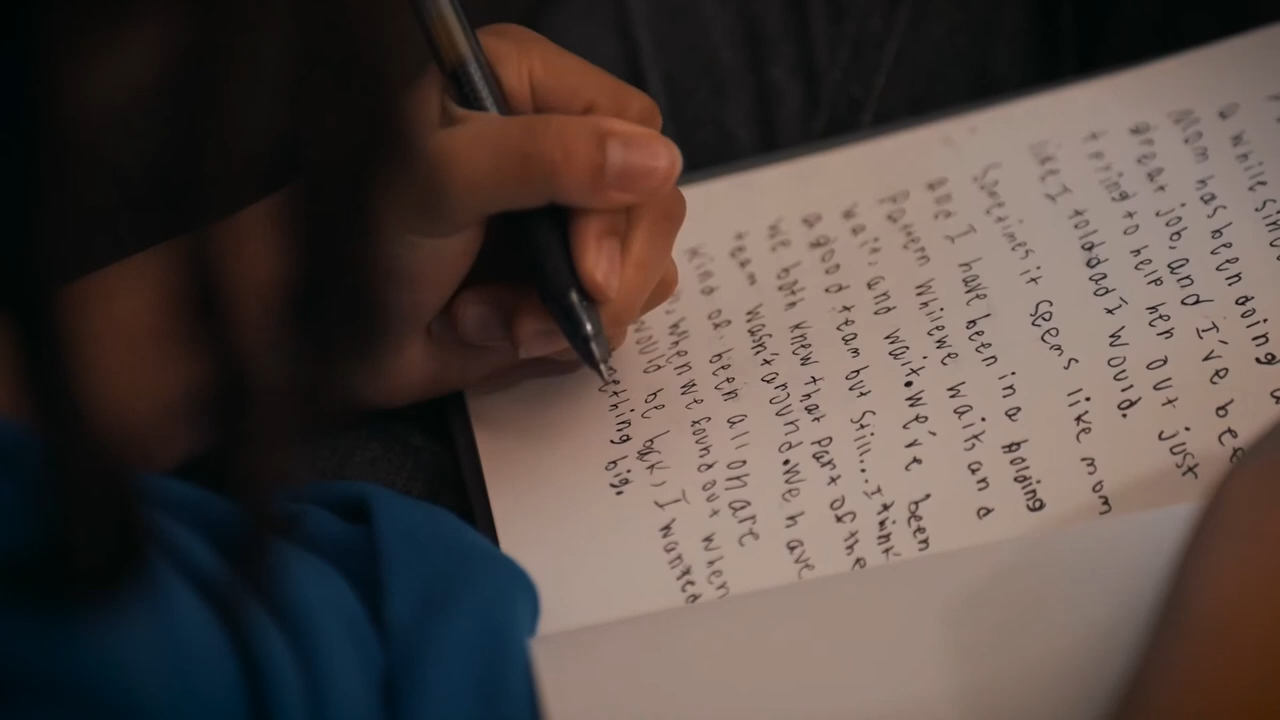 a while sinc
Mom has been doing a
great job, and I've bee
trying to help her out just
like I told dad I would.
Sometimes it seems like mom
and I have been in a holding
Patern while we wait and
wait, and wait. We've been
a good team but still... I think
We both knew that part of the
team wasn't around. We have
kind of been all on are
when we found out when
would be back, I wanted
ething big.